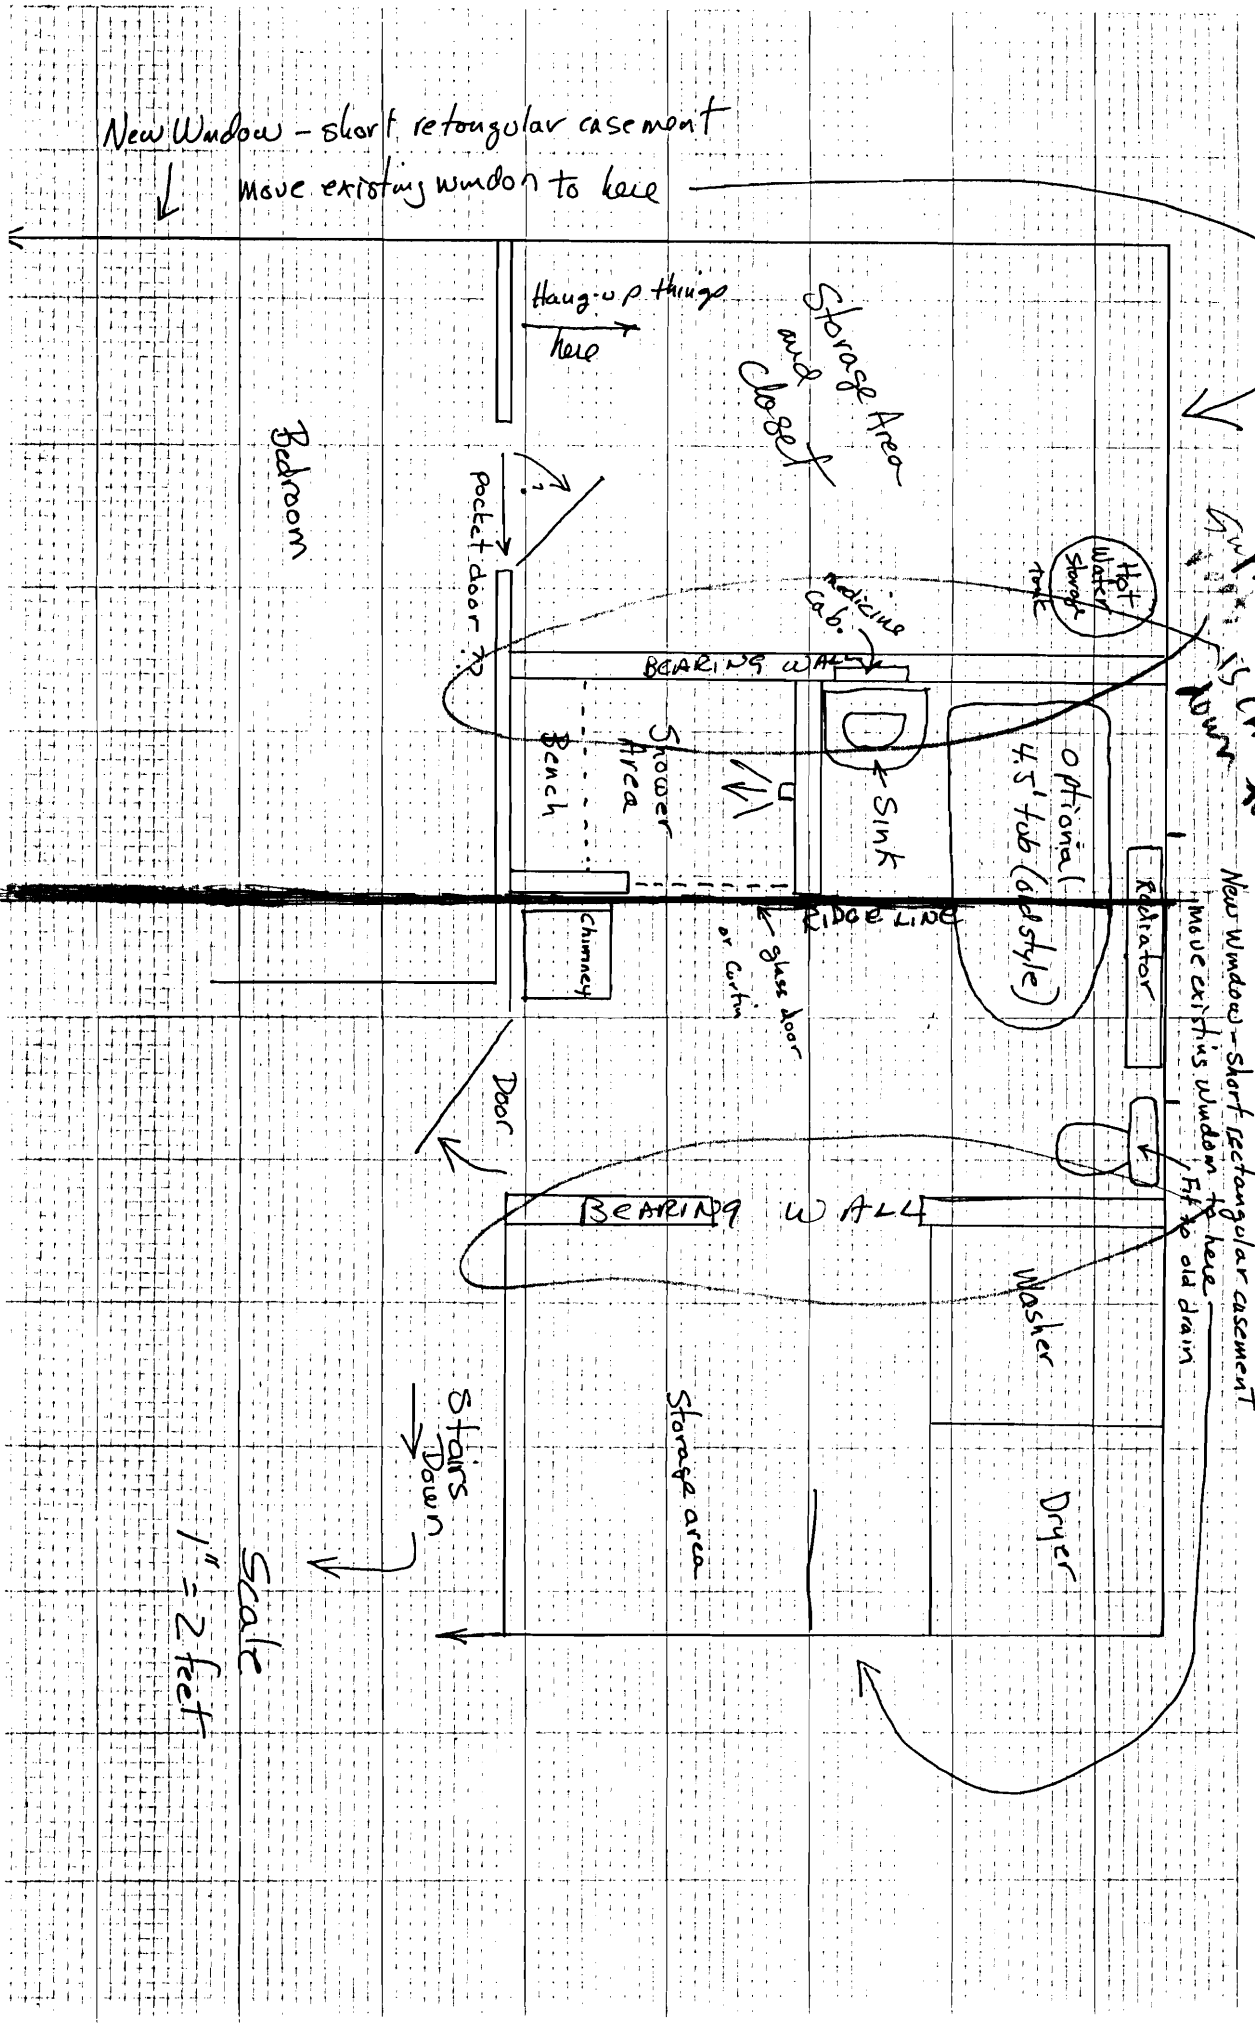 New Window - short retangular casement
move existing window to here
Hang-up things
here
Storage Area
and
Closet
Bedroom
pocket door ??
?
Hot
Water
storage
tank
is
down
medicine
cab.
BEARING WALL
Shower
Area
Bench
Sink
optional
4.5' tub (old style)
Radiator
New Window - Short rectangular casement
move existing window to here
Fit to old drain
RIDGE LINE
chimney
glass door
or curtin
Door
BEARING WALL
Washer
Dryer
Storage area
Stairs
Down
Scale
1" = 2 feet